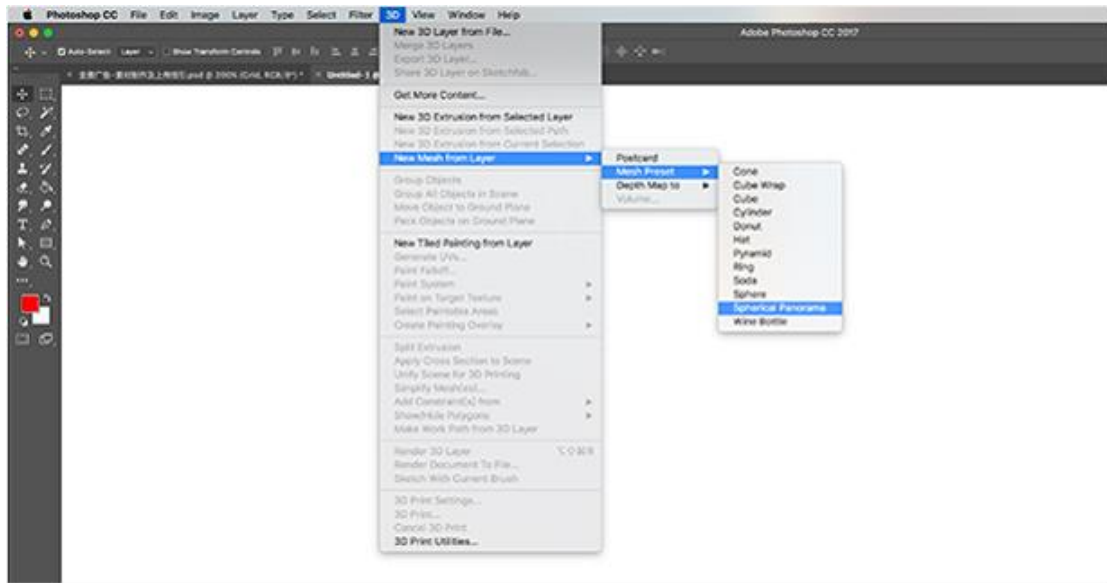 Photoshop CC File Edit Image Layer Type Select Filter 3D View Window Help
Adobe Photoshop CC 2017
Auto-Select: Layer Show Transform Controls
Untitled-1
New 3D Layer from File...
Merge 3D Layers
Export 3D Layer...
Share 3D Layer on Sketchfab...
Get More Content...
New 3D Extrusion from Selected Layer
New 3D Extrusion from Selected Path
New 3D Extrusion from Current Selection
New Mesh from Layer
Group Objects
Group All Objects in Scene
Move Object to Ground Plane
Pack Objects on Ground Plane
New Tiled Painting from Layer
Generate UVs...
Paint Falloff...
Paint System
Paint on Target Texture
Select Paintable Areas
Create Painting Overlay
Split Extrusion
Apply Cross Section to Scene
Unify Scene for 3D Printing
Simplify Mesh(es)...
Add Constraint(s) from
Show/Hide Polygons
Make Work Path from 3D Layer
Render 3D Layer
Render Document To File...
Sketch With Current Brush
3D Print Settings...
3D Print...
Cancel 3D Print
3D Print Utilities...
Postcard
Mesh Preset
Depth Map to
Volume...
Cone
Cube Wrap
Cube
Cylinder
Donut
Hat
Pyramid
Ring
Soda
Sphere
Spherical Panorama
Wine Bottle